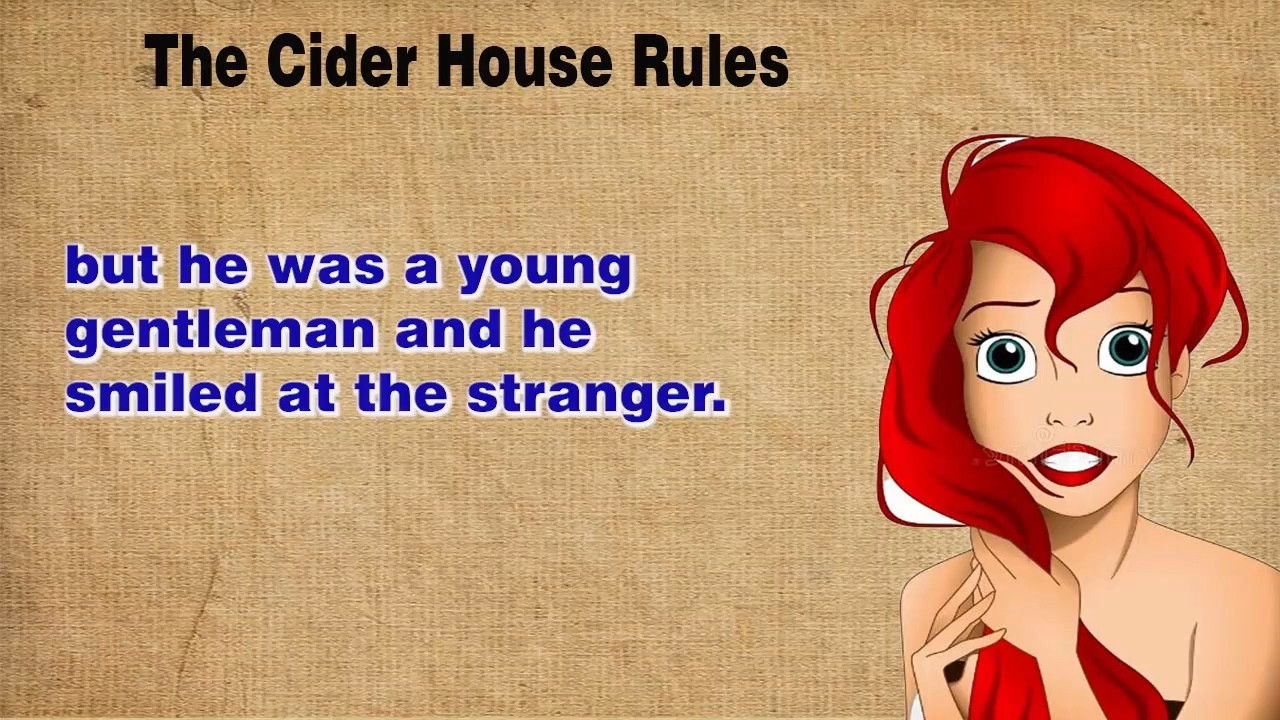 The Cider House Rules
but he was a young
gentleman and he
smiled at the stranger.